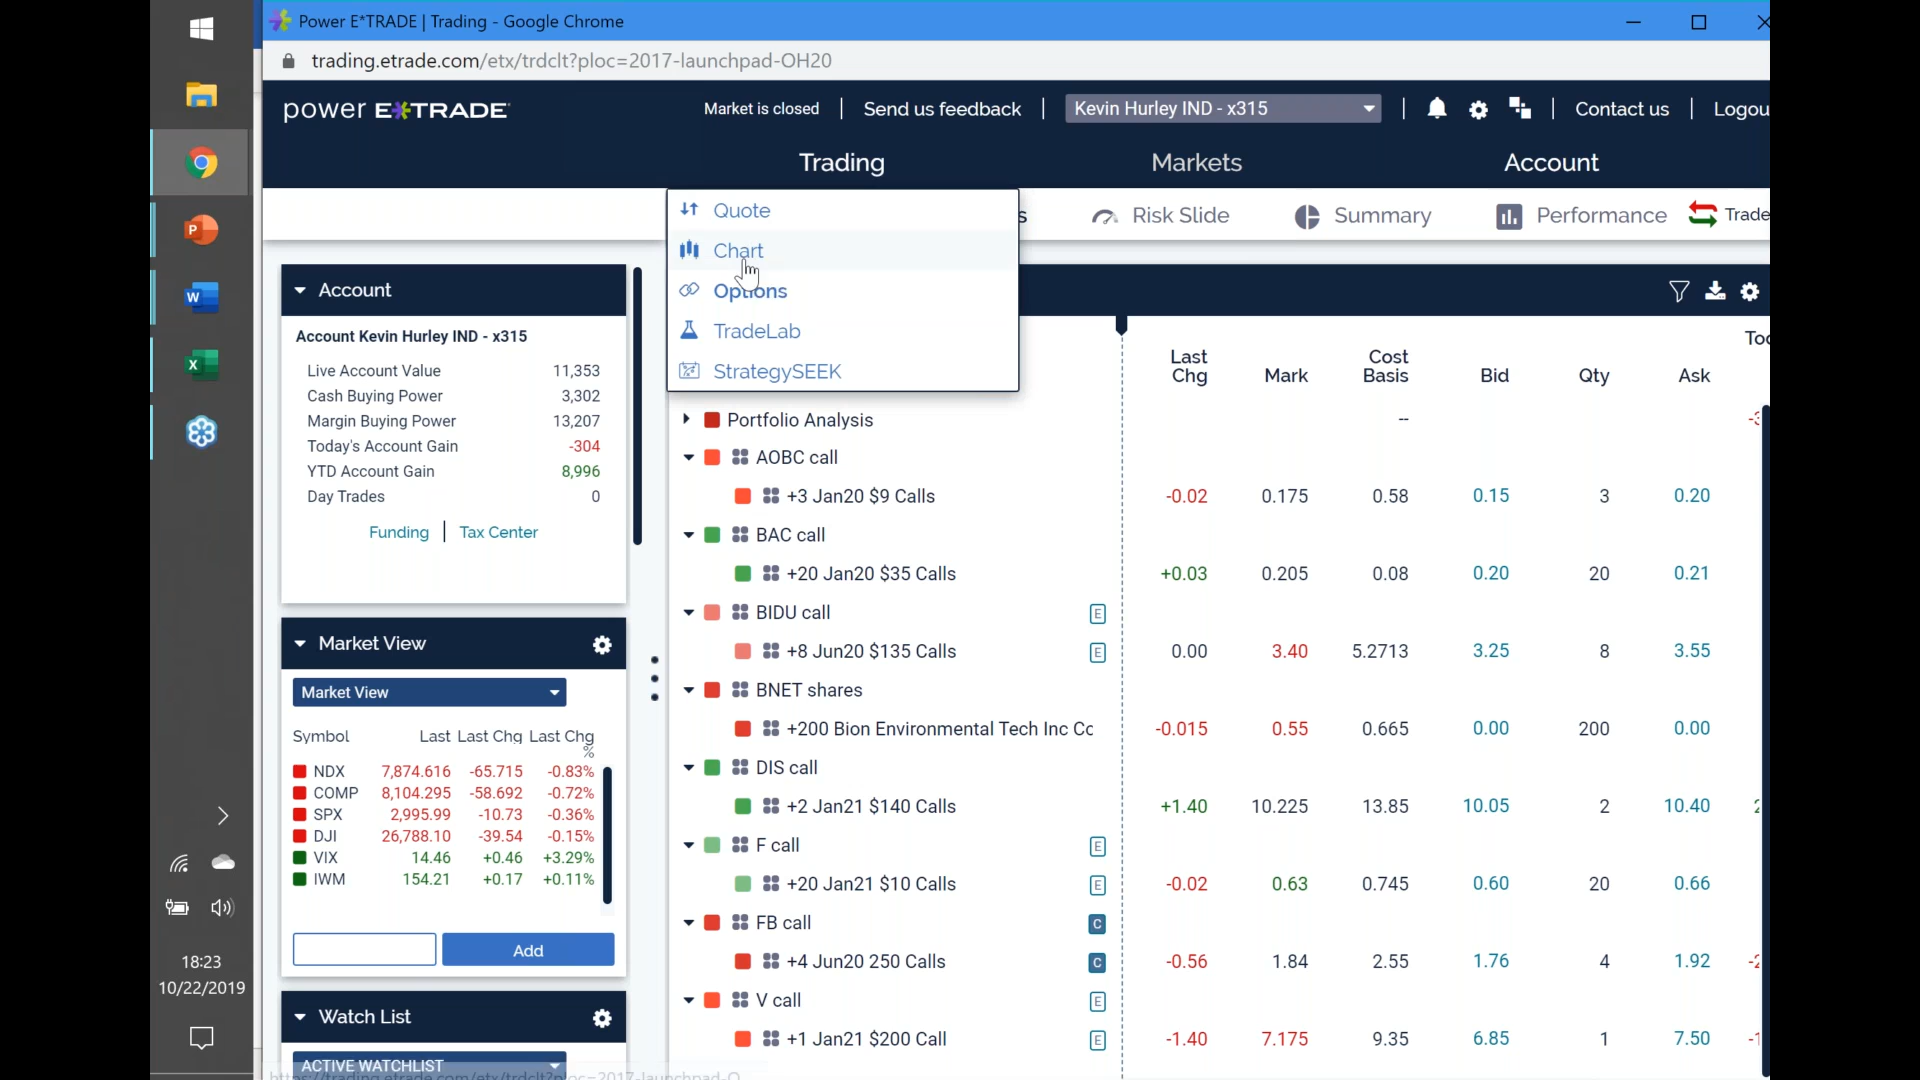 Power E*TRADE | Trading - Google Chrome
trading.etrade.com/etx/trdclt?ploc=2017-launchpad-OH20
power E*TRADE
Market is closed
Send us feedback
Kevin Hurley IND - x315
Contact us
Logou
Trading
Markets
Account
Quote
Chart
Options
TradeLab
StrategySEEK
s
Risk Slide
Summary
Performance
Trade
Account
Account Kevin Hurley IND - x315
Live Account Value 11,353
Cash Buying Power 3,302
Margin Buying Power 13,207
Today's Account Gain -304
YTD Account Gain 8,996
Day Trades 0
Funding | Tax Center
Market View
Market View
Symbol Last Last Chg Last Chg %
NDX 7,874.616 -65.715 -0.83%
COMP 8,104.295 -58.692 -0.72%
SPX 2,995.99 -10.73 -0.36%
DJI 26,788.10 -39.54 -0.15%
VIX 14.46 +0.46 +3.29%
IWM 154.21 +0.17 +0.11%
Add
Watch List
ACTIVE WATCHLIST
https://trading.etrade.com/etx/trdclt?ploc=2017-launchpad-O
Last Chg Mark Cost Basis Bid Qty Ask
Portfolio Analysis --
AOBC call
+3 Jan20 $9 Calls -0.02 0.175 0.58 0.15 3 0.20
BAC call
+20 Jan20 $35 Calls +0.03 0.205 0.08 0.20 20 0.21
BIDU call E
+8 Jun20 $135 Calls E 0.00 3.40 5.2713 3.25 8 3.55
BNET shares
+200 Bion Environmental Tech Inc Cc -0.015 0.55 0.665 0.00 200 0.00
DIS call
+2 Jan21 $140 Calls +1.40 10.225 13.85 10.05 2 10.40
F call E
+20 Jan21 $10 Calls E -0.02 0.63 0.745 0.60 20 0.66
FB call C
+4 Jun20 250 Calls C -0.56 1.84 2.55 1.76 4 1.92
V call E
+1 Jan21 $200 Call E -1.40 7.175 9.35 6.85 1 7.50
18:23
10/22/2019